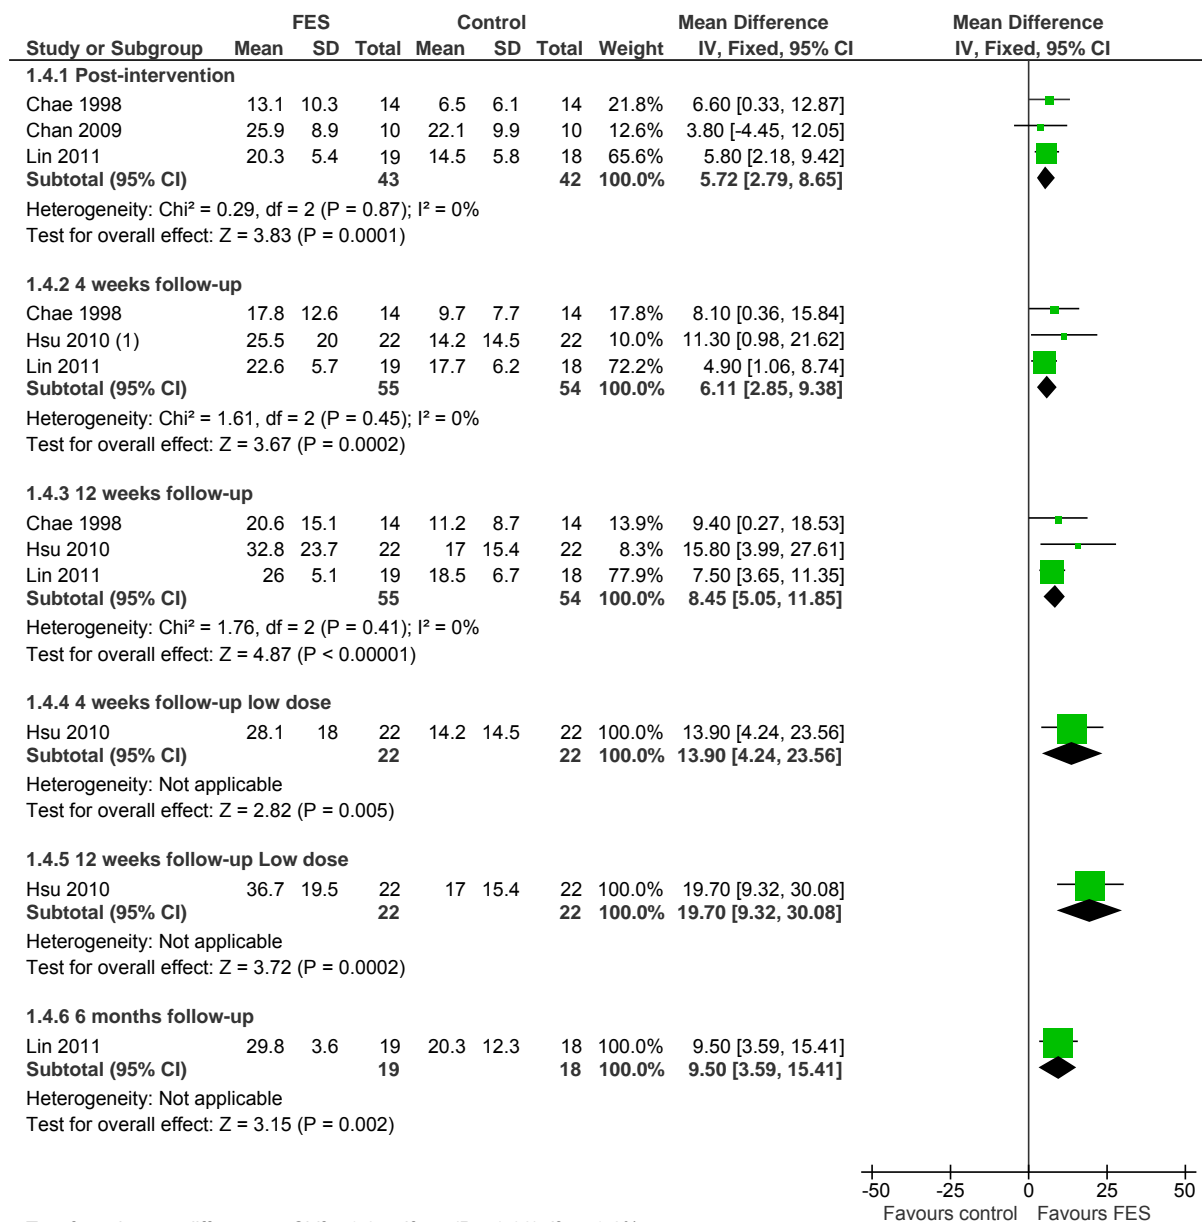 FES Control Mean Difference Mean Difference
Study or Subgroup Mean SD Total Mean SD Total Weight IV, Fixed, 95% CI IV, Fixed, 95% CI
1.4.1 Post-intervention
Chae 1998 13.1 10.3 14 6.5 6.1 14 21.8% 6.60 [0.33, 12.87]
Chan 2009 25.9 8.9 10 22.1 9.9 10 12.6% 3.80 [-4.45, 12.05]
Lin 2011 20.3 5.4 19 14.5 5.8 18 65.6% 5.80 [2.18, 9.42]
Subtotal (95% CI) 43 42 100.0% 5.72 [2.79, 8.65]
Heterogeneity: Chi² = 0.29, df = 2 (P = 0.87); I² = 0%
Test for overall effect: Z = 3.83 (P = 0.0001)
1.4.2 4 weeks follow-up
Chae 1998 17.8 12.6 14 9.7 7.7 14 17.8% 8.10 [0.36, 15.84]
Hsu 2010 (1) 25.5 20 22 14.2 14.5 22 10.0% 11.30 [0.98, 21.62]
Lin 2011 22.6 5.7 19 17.7 6.2 18 72.2% 4.90 [1.06, 8.74]
Subtotal (95% CI) 55 54 100.0% 6.11 [2.85, 9.38]
Heterogeneity: Chi² = 1.61, df = 2 (P = 0.45); I² = 0%
Test for overall effect: Z = 3.67 (P = 0.0002)
1.4.3 12 weeks follow-up
Chae 1998 20.6 15.1 14 11.2 8.7 14 13.9% 9.40 [0.27, 18.53]
Hsu 2010 32.8 23.7 22 17 15.4 22 8.3% 15.80 [3.99, 27.61]
Lin 2011 26 5.1 19 18.5 6.7 18 77.9% 7.50 [3.65, 11.35]
Subtotal (95% CI) 55 54 100.0% 8.45 [5.05, 11.85]
Heterogeneity: Chi² = 1.76, df = 2 (P = 0.41); I² = 0%
Test for overall effect: Z = 4.87 (P < 0.00001)
1.4.4 4 weeks follow-up low dose
Hsu 2010 28.1 18 22 14.2 14.5 22 100.0% 13.90 [4.24, 23.56]
Subtotal (95% CI) 22 22 100.0% 13.90 [4.24, 23.56]
Heterogeneity: Not applicable
Test for overall effect: Z = 2.82 (P = 0.005)
1.4.5 12 weeks follow-up Low dose
Hsu 2010 36.7 19.5 22 17 15.4 22 100.0% 19.70 [9.32, 30.08]
Subtotal (95% CI) 22 22 100.0% 19.70 [9.32, 30.08]
Heterogeneity: Not applicable
Test for overall effect: Z = 3.72 (P = 0.0002)
1.4.6 6 months follow-up
Lin 2011 29.8 3.6 19 20.3 12.3 18 100.0% 9.50 [3.59, 15.41]
Subtotal (95% CI) 19 18 100.0% 9.50 [3.59, 15.41]
Heterogeneity: Not applicable
Test for overall effect: Z = 3.15 (P = 0.002)
-50 -25 0 25 50
Favours control Favours FES